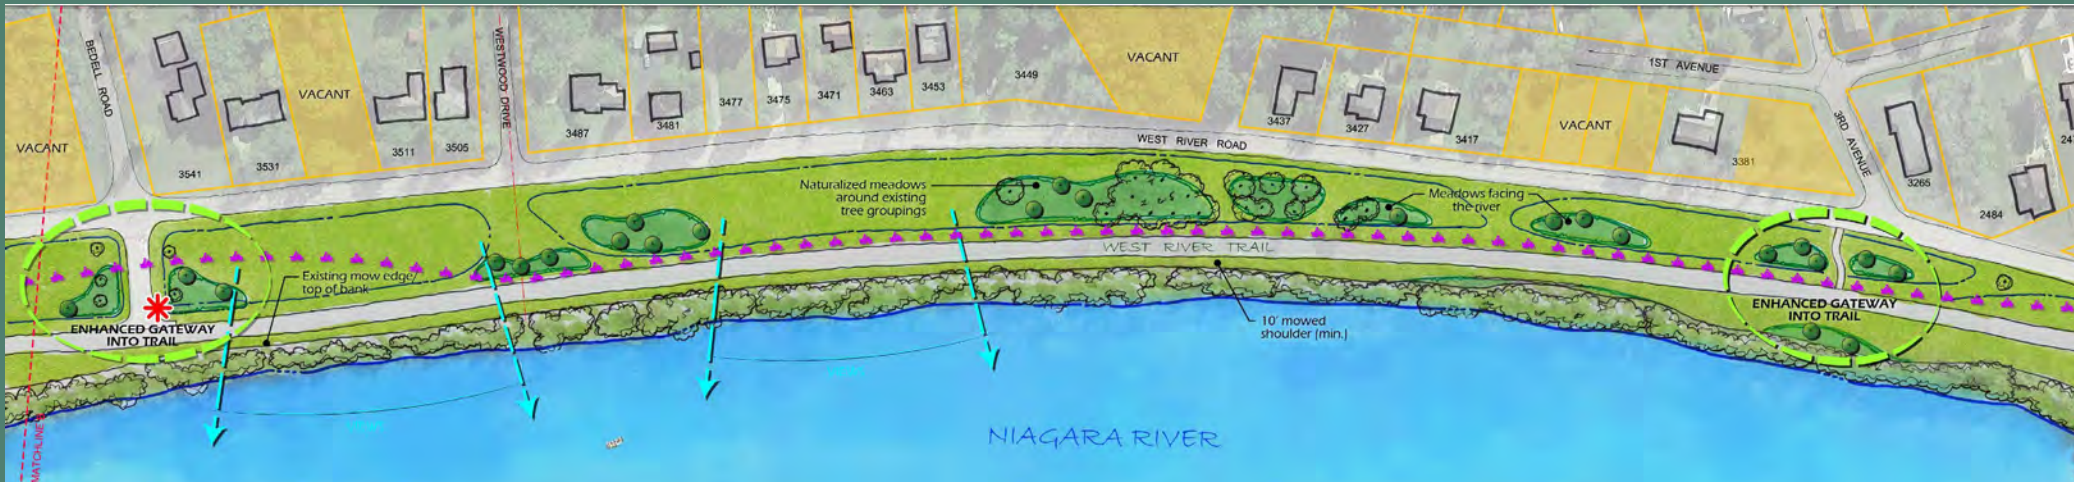 BEDELL ROAD
WESTWOOD DRIVE
VACANT
VACANT
VACANT
VACANT
3541
3531
3511
3505
3487
3481
3477
3475
3471
3463
3453
3449
3437
3427
3417
3381
3265
2484
1ST AVENUE
3RD AVENUE
WEST RIVER ROAD
Naturalized meadows
around existing
tree groupings
Meadows facing
the river
WEST RIVER TRAIL
Existing mow edge/
top of bank
ENHANCED GATEWAY
INTO TRAIL
10' mowed
shoulder (min.)
ENHANCED GATEWAY
INTO TRAIL
NIAGARA RIVER
MATCHLINE